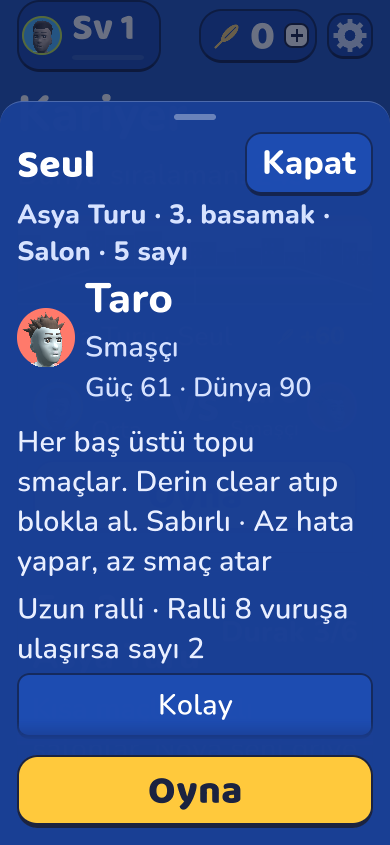 Sv 1
0
Kariyer
Seul
Kapat
Asya Turu · 3. basamak ·
Salon · 5 sayı
Taro
Smaşçı
Güç 61 · Dünya 90
Her baş üstü topu
smaçlar. Derin clear atıp
blokla al. Sabırlı · Az hata
yapar, az smaç atar
Uzun ralli · Ralli 8 vuruşa
ulaşırsa sayı 2
Kolay
Oyna